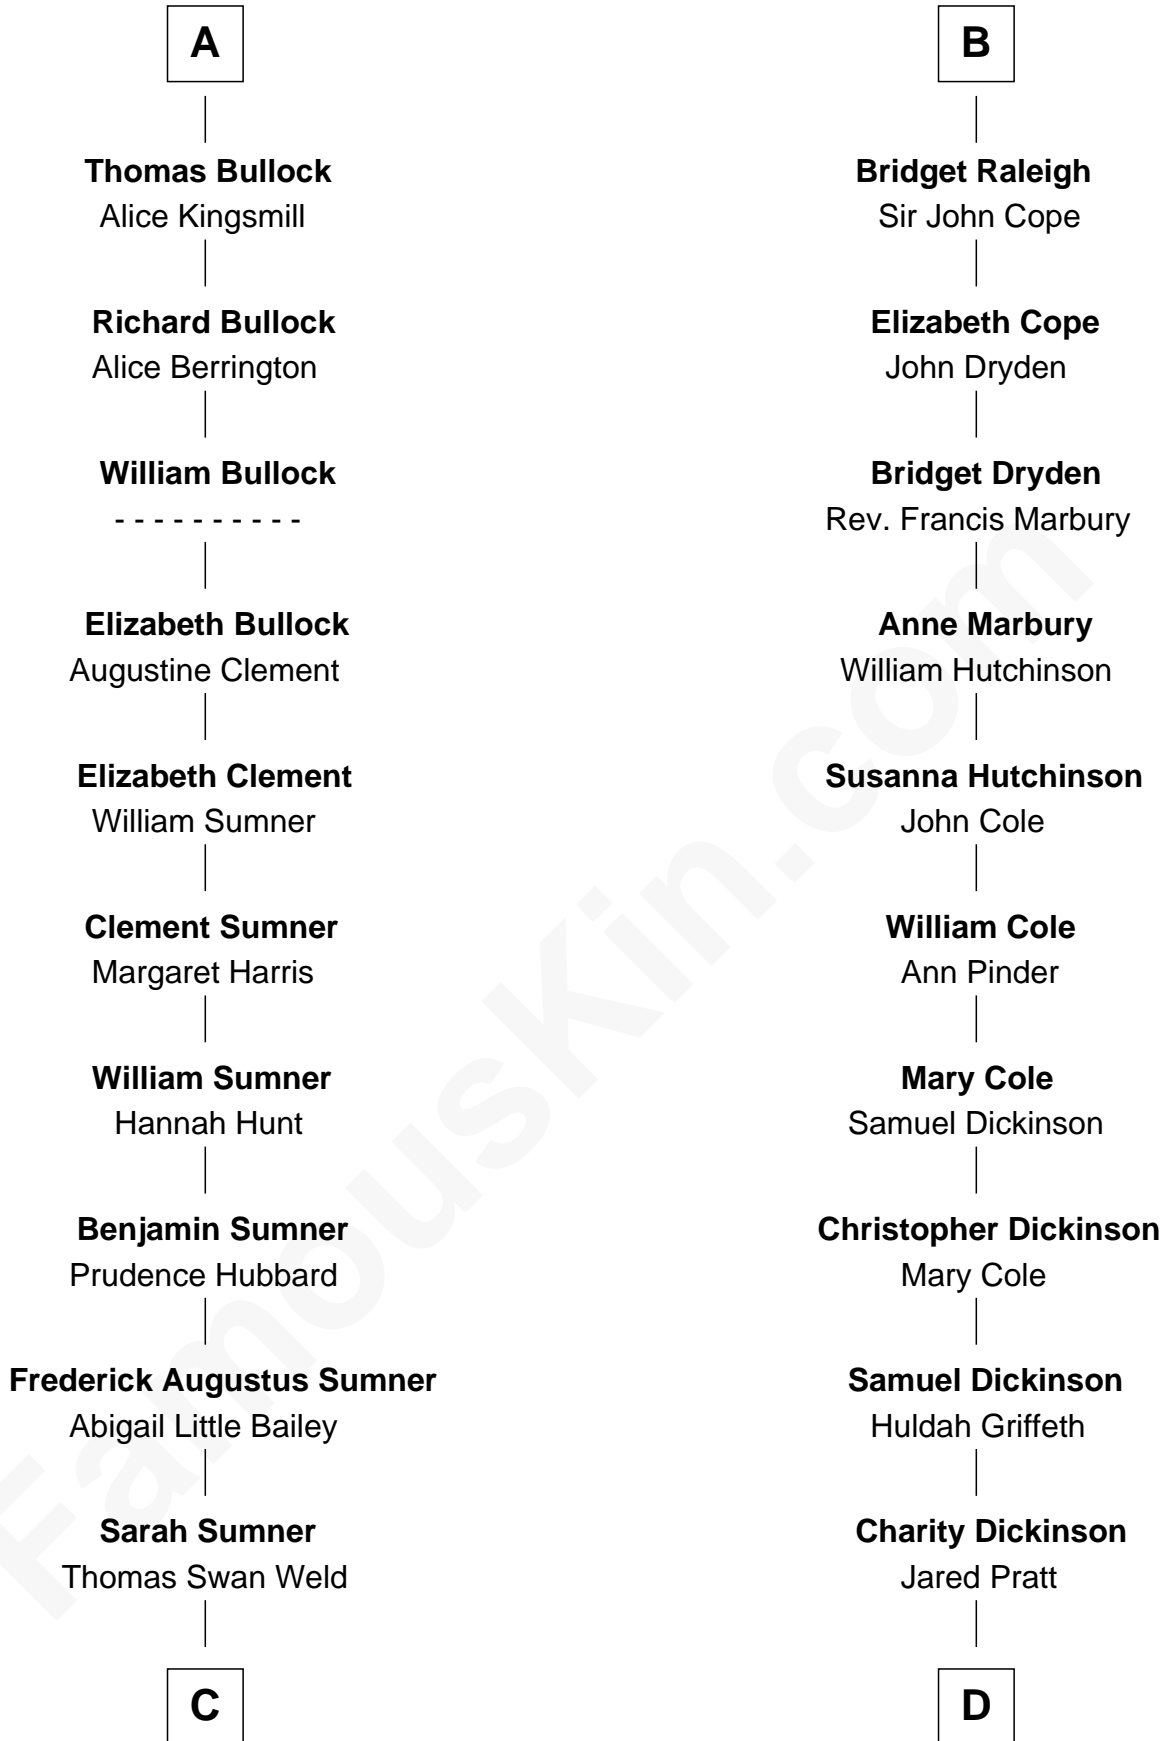 A
Thomas Bullock
Alice Kingsmill
Richard Bullock
Alice Berrington
William Bullock
- - - - - - - - - -
Elizabeth Bullock
Augustine Clement
Elizabeth Clement
William Sumner
Clement Sumner
Margaret Harris
William Sumner
Hannah Hunt
Benjamin Sumner
Prudence Hubbard
Frederick Augustus Sumner
Abigail Little Bailey
Sarah Sumner
Thomas Swan Weld
C
B
Bridget Raleigh
Sir John Cope
Elizabeth Cope
John Dryden
Bridget Dryden
Rev. Francis Marbury
Anne Marbury
William Hutchinson
Susanna Hutchinson
John Cole
William Cole
Ann Pinder
Mary Cole
Samuel Dickinson
Christopher Dickinson
Mary Cole
Samuel Dickinson
Huldah Griffeth
Charity Dickinson
Jared Pratt
D
FamousKin.com